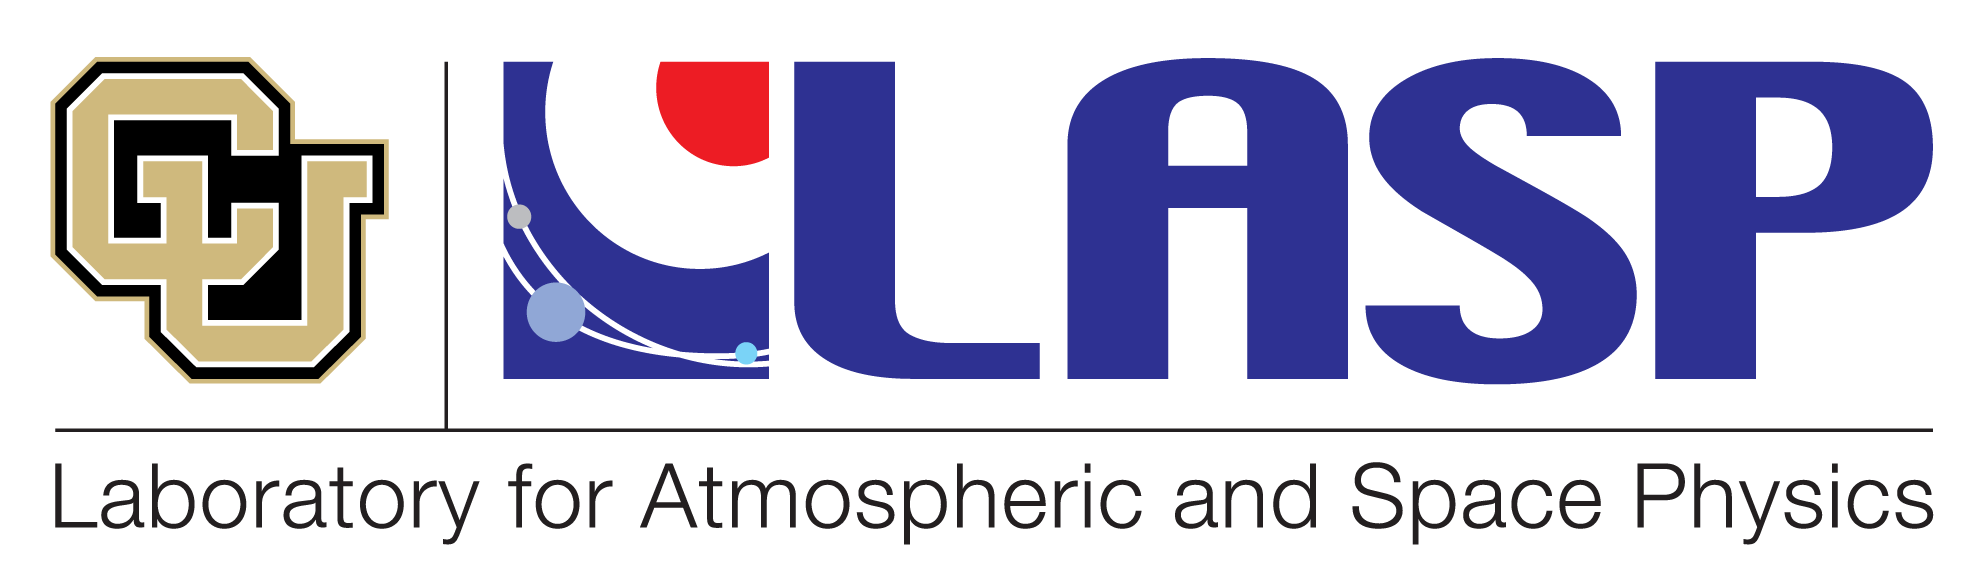 CU LASP
Laboratory for Atmospheric and Space Physics